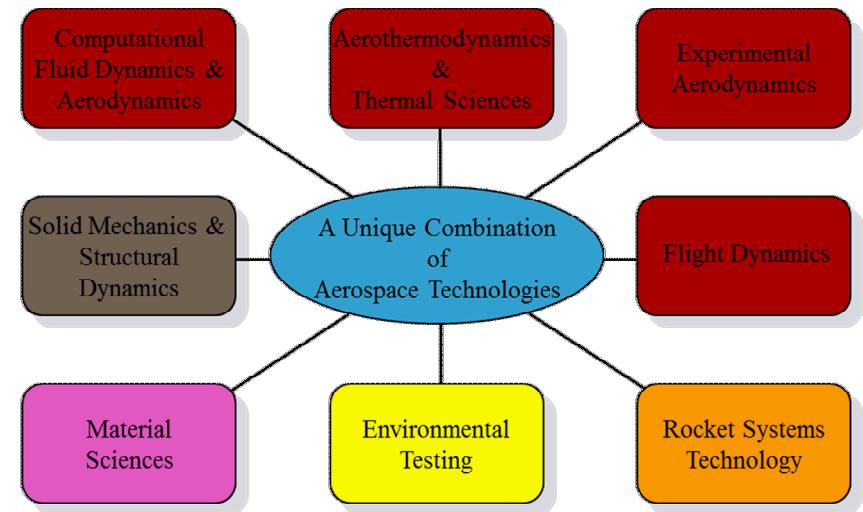 Computational
Fluid Dynamics &
Aerodynamics
Aerothermodynamics
&
Thermal Sciences
Experimental
Aerodynamics
Solid Mechanics &
Structural
Dynamics
A Unique Combination
of
Aerospace Technologies
Flight Dynamics
Material
Sciences
Environmental
Testing
Rocket Systems
Technology